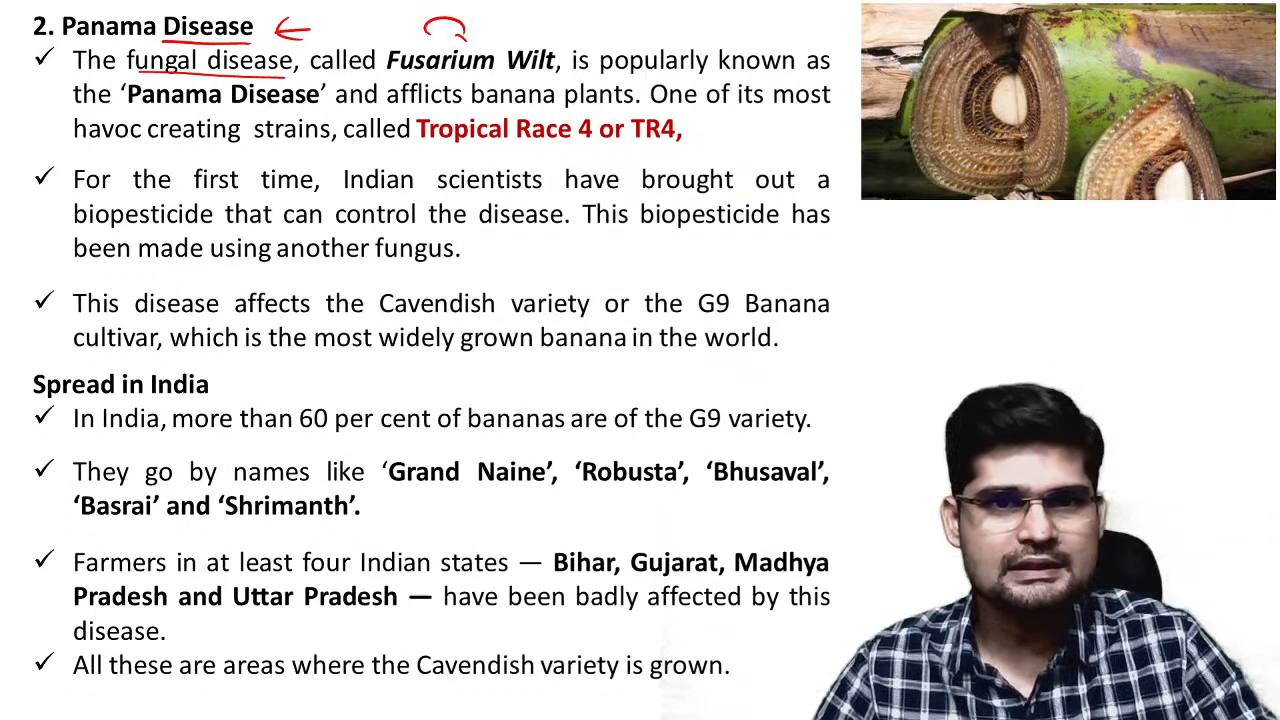 2. Panama Disease
✓ The fungal disease, called Fusarium Wilt, is popularly known as
the ‘Panama Disease’ and afflicts banana plants. One of its most
havoc creating strains, called Tropical Race 4 or TR4,
✓ For the first time, Indian scientists have brought out a
biopesticide that can control the disease. This biopesticide has
been made using another fungus.
✓ This disease affects the Cavendish variety or the G9 Banana
cultivar, which is the most widely grown banana in the world.
Spread in India
✓ In India, more than 60 per cent of bananas are of the G9 variety.
✓ They go by names like ‘Grand Naine’, ‘Robusta’, ‘Bhusaval’,
‘Basrai’ and ‘Shrimanth’.
✓ Farmers in at least four Indian states — Bihar, Gujarat, Madhya
Pradesh and Uttar Pradesh — have been badly affected by this
disease.
✓ All these are areas where the Cavendish variety is grown.